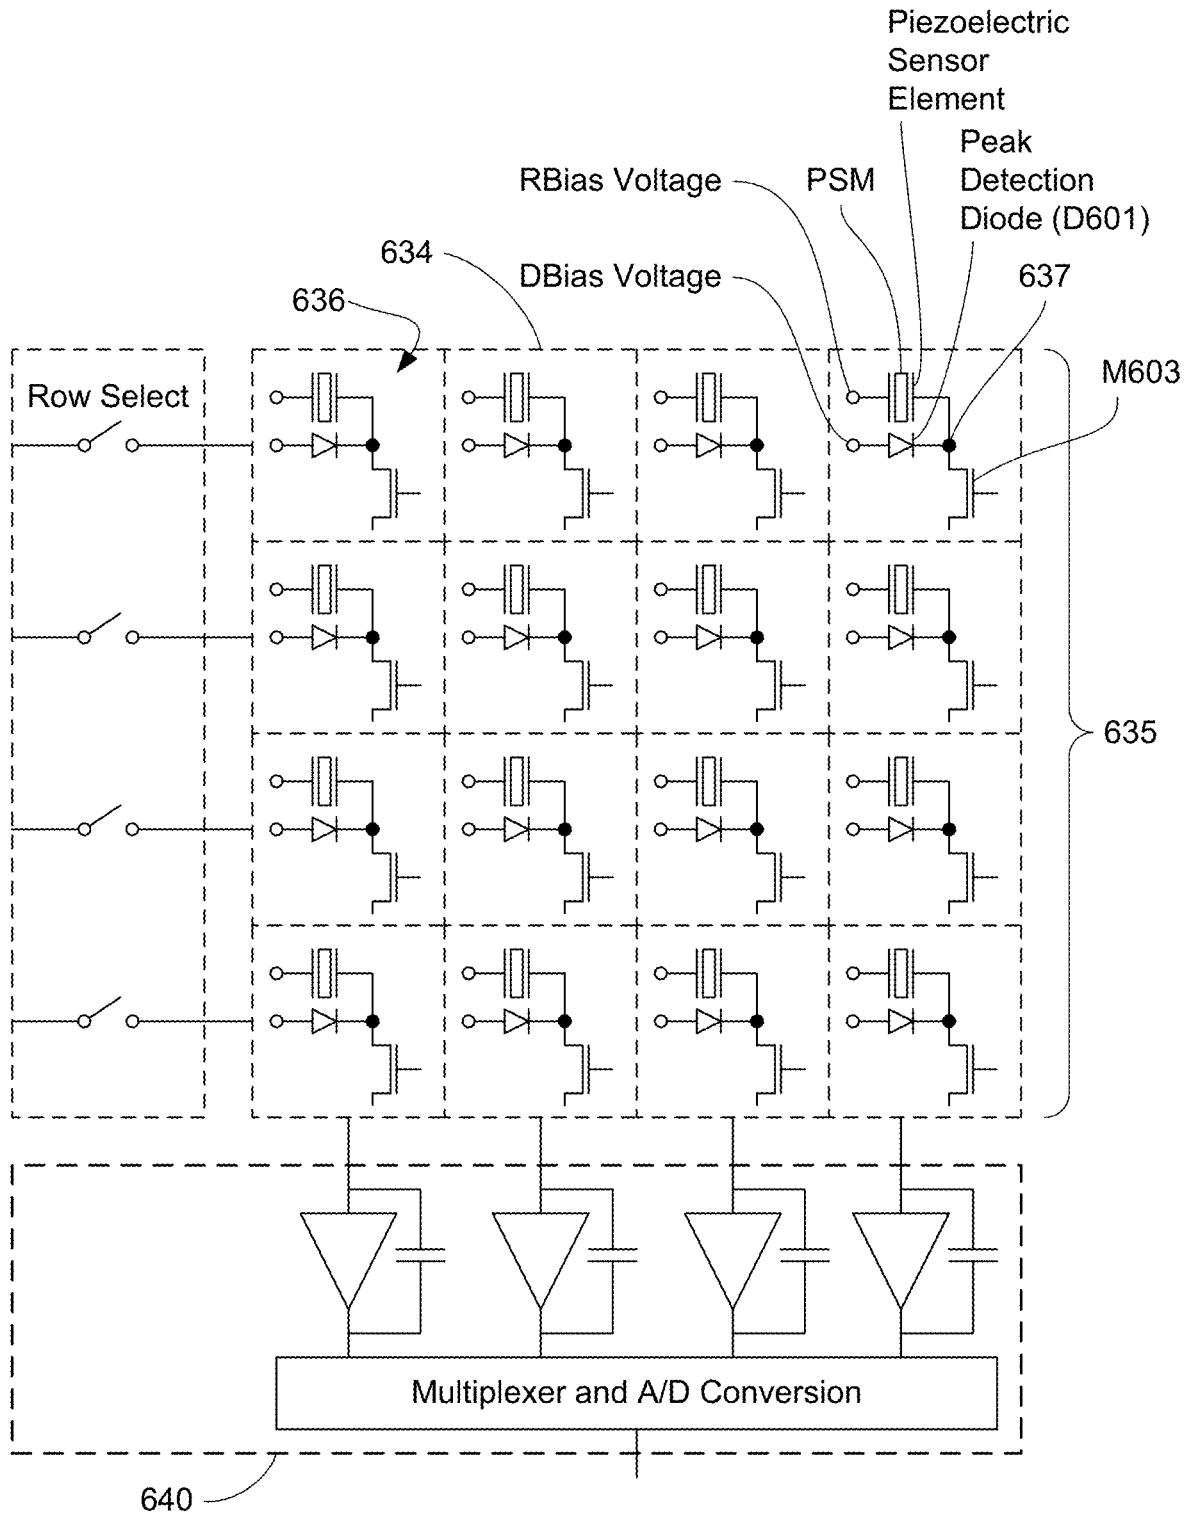 Piezoelectric
Sensor
Element
Peak
Detection
Diode (D601)
RBias Voltage
PSM
634
DBias Voltage
637
636
M603
Row Select
635
Multiplexer and A/D Conversion
640